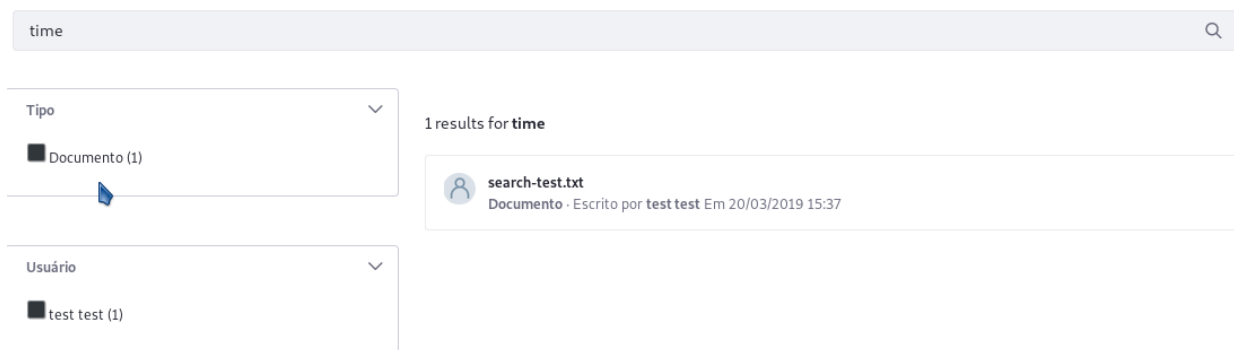 time
Tipo
Documento (1)
Usuário
test test (1)
1 results for time
search-test.txt
Documento · Escrito por test test Em 20/03/2019 15:37